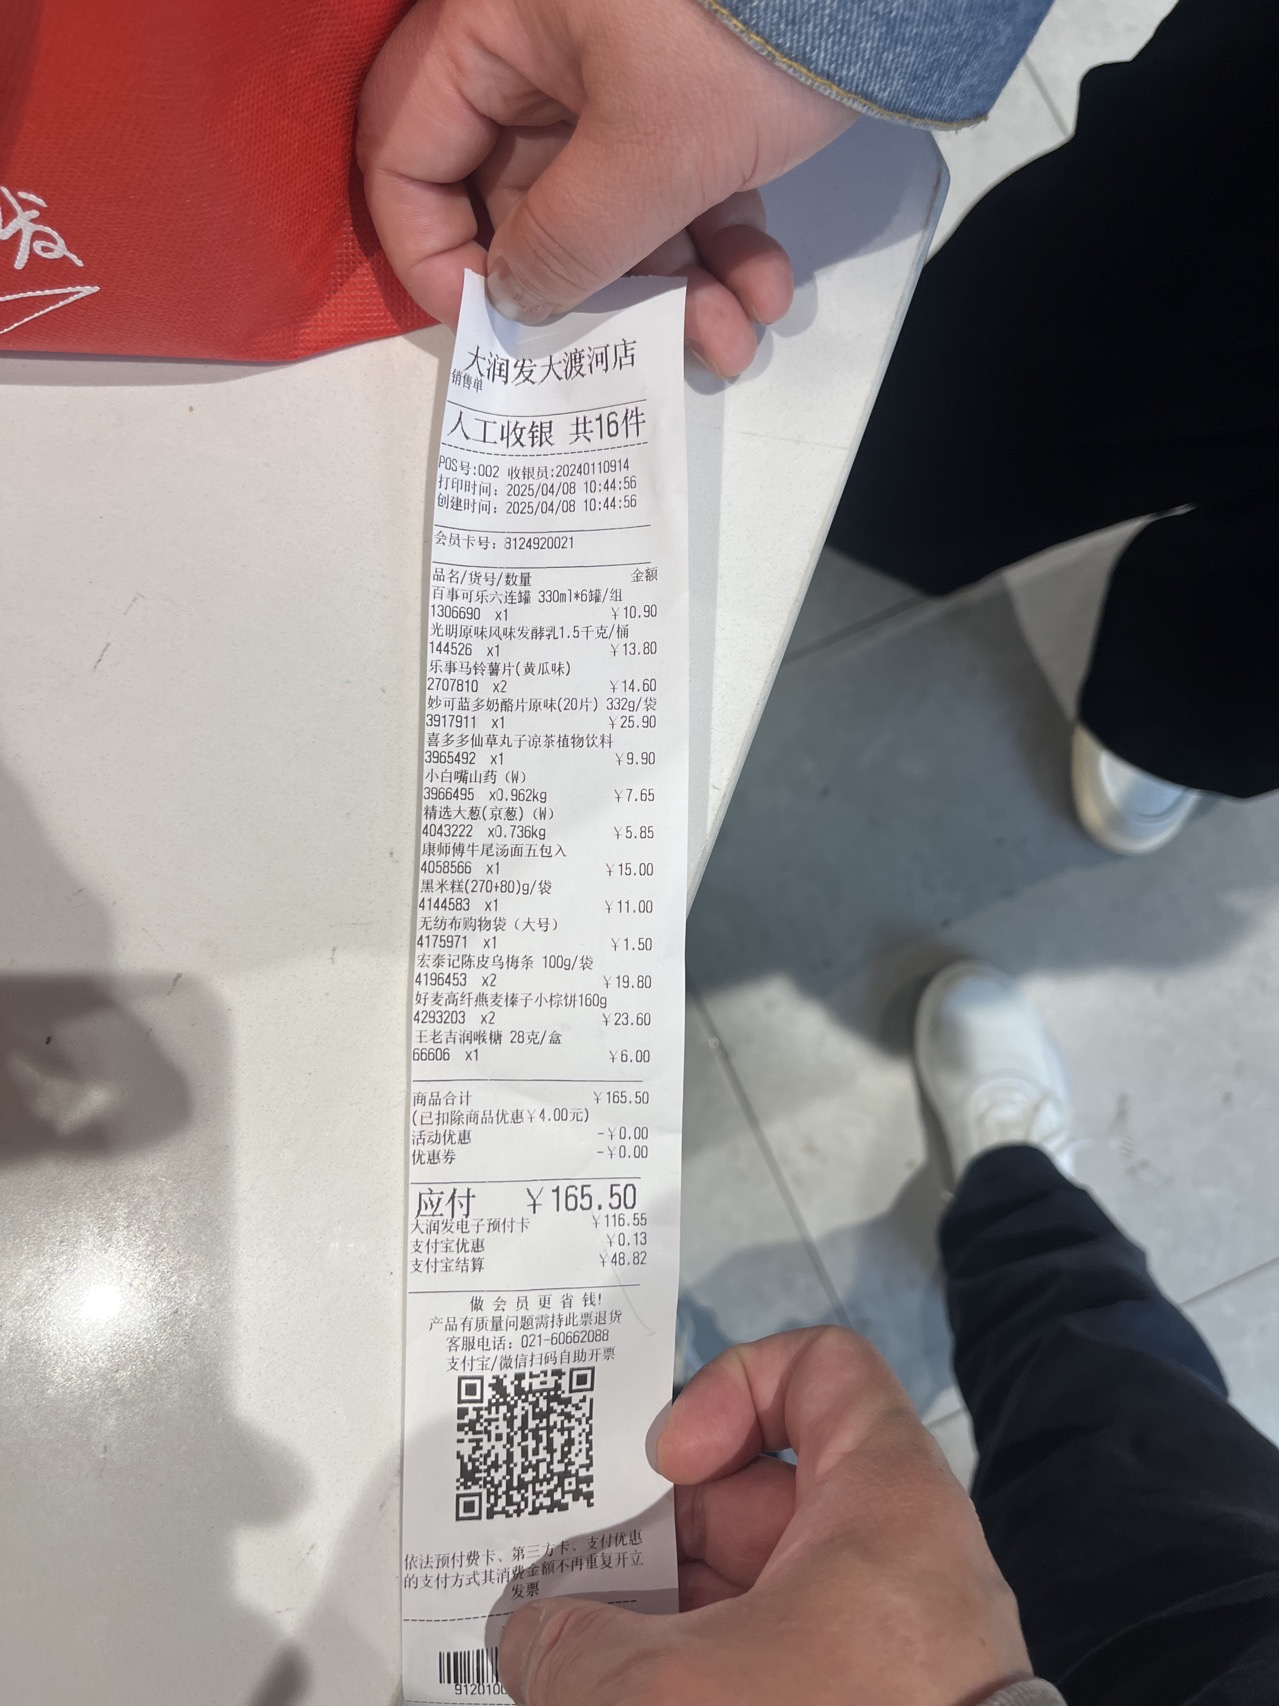 发
大润发大渡河店
销售单
人工收银 共16件
POS号:002 收银员:20240110914
打印时间: 2025/04/08 10:44:56
创建时间: 2025/04/08 10:44:56
会员卡号: 8124920021
品名/货号/数量 金额
百事可乐六连罐 330ml*6罐/组
1306690 x1 ￥10.90
光明原味风味发酵乳1.5千克/桶
144526 x1 ￥13.80
乐事马铃薯片(黄瓜味)
2707810 x2 ￥14.60
妙可蓝多奶酪片原味(20片) 332g/袋
3917911 x1 ￥25.90
喜多多仙草丸子凉茶植物饮料
3965492 x1 ￥9.90
小白嘴山药（W）
3966495 x0.962kg ￥7.65
精选大葱(京葱)（W）
4043222 x0.736kg ￥5.85
康师傅牛尾汤面五包入
4058566 x1 ￥15.00
黑米糕(270+80)g/袋
4144583 x1 ￥11.00
无纺布购物袋（大号）
4175971 x1 ￥1.50
宏泰记陈皮乌梅条 100g/袋
4196453 x2 ￥19.80
好麦高纤燕麦榛子小棕饼160g
4293203 x2 ￥23.60
王老吉润喉糖 28克/盒
66606 x1 ￥6.00
商品合计 ￥165.50
(已扣除商品优惠￥4.00元)
活动优惠 -￥0.00
优惠券 -￥0.00
应付 ￥165.50
大润发电子预付卡 ￥116.55
支付宝优惠 ￥0.13
支付宝结算 ￥48.82
做会员更省钱!
产品有质量问题需持此票退货
客服电话: 021-60662088
支付宝/微信扫码自助开票
依法预付费卡、第三方卡、支付优惠
的支付方式其消费金额不再重复开立
发票